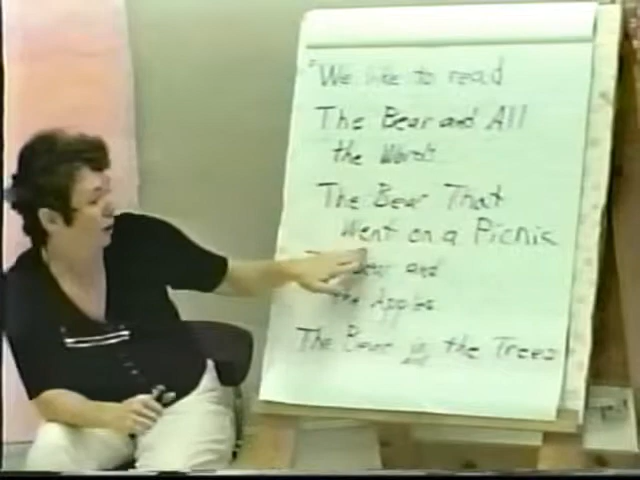 "We like to read
The Bear and All
the Words
The Bear That
Went on a Picnic
Bear and
the Apples
The Bear in the Trees